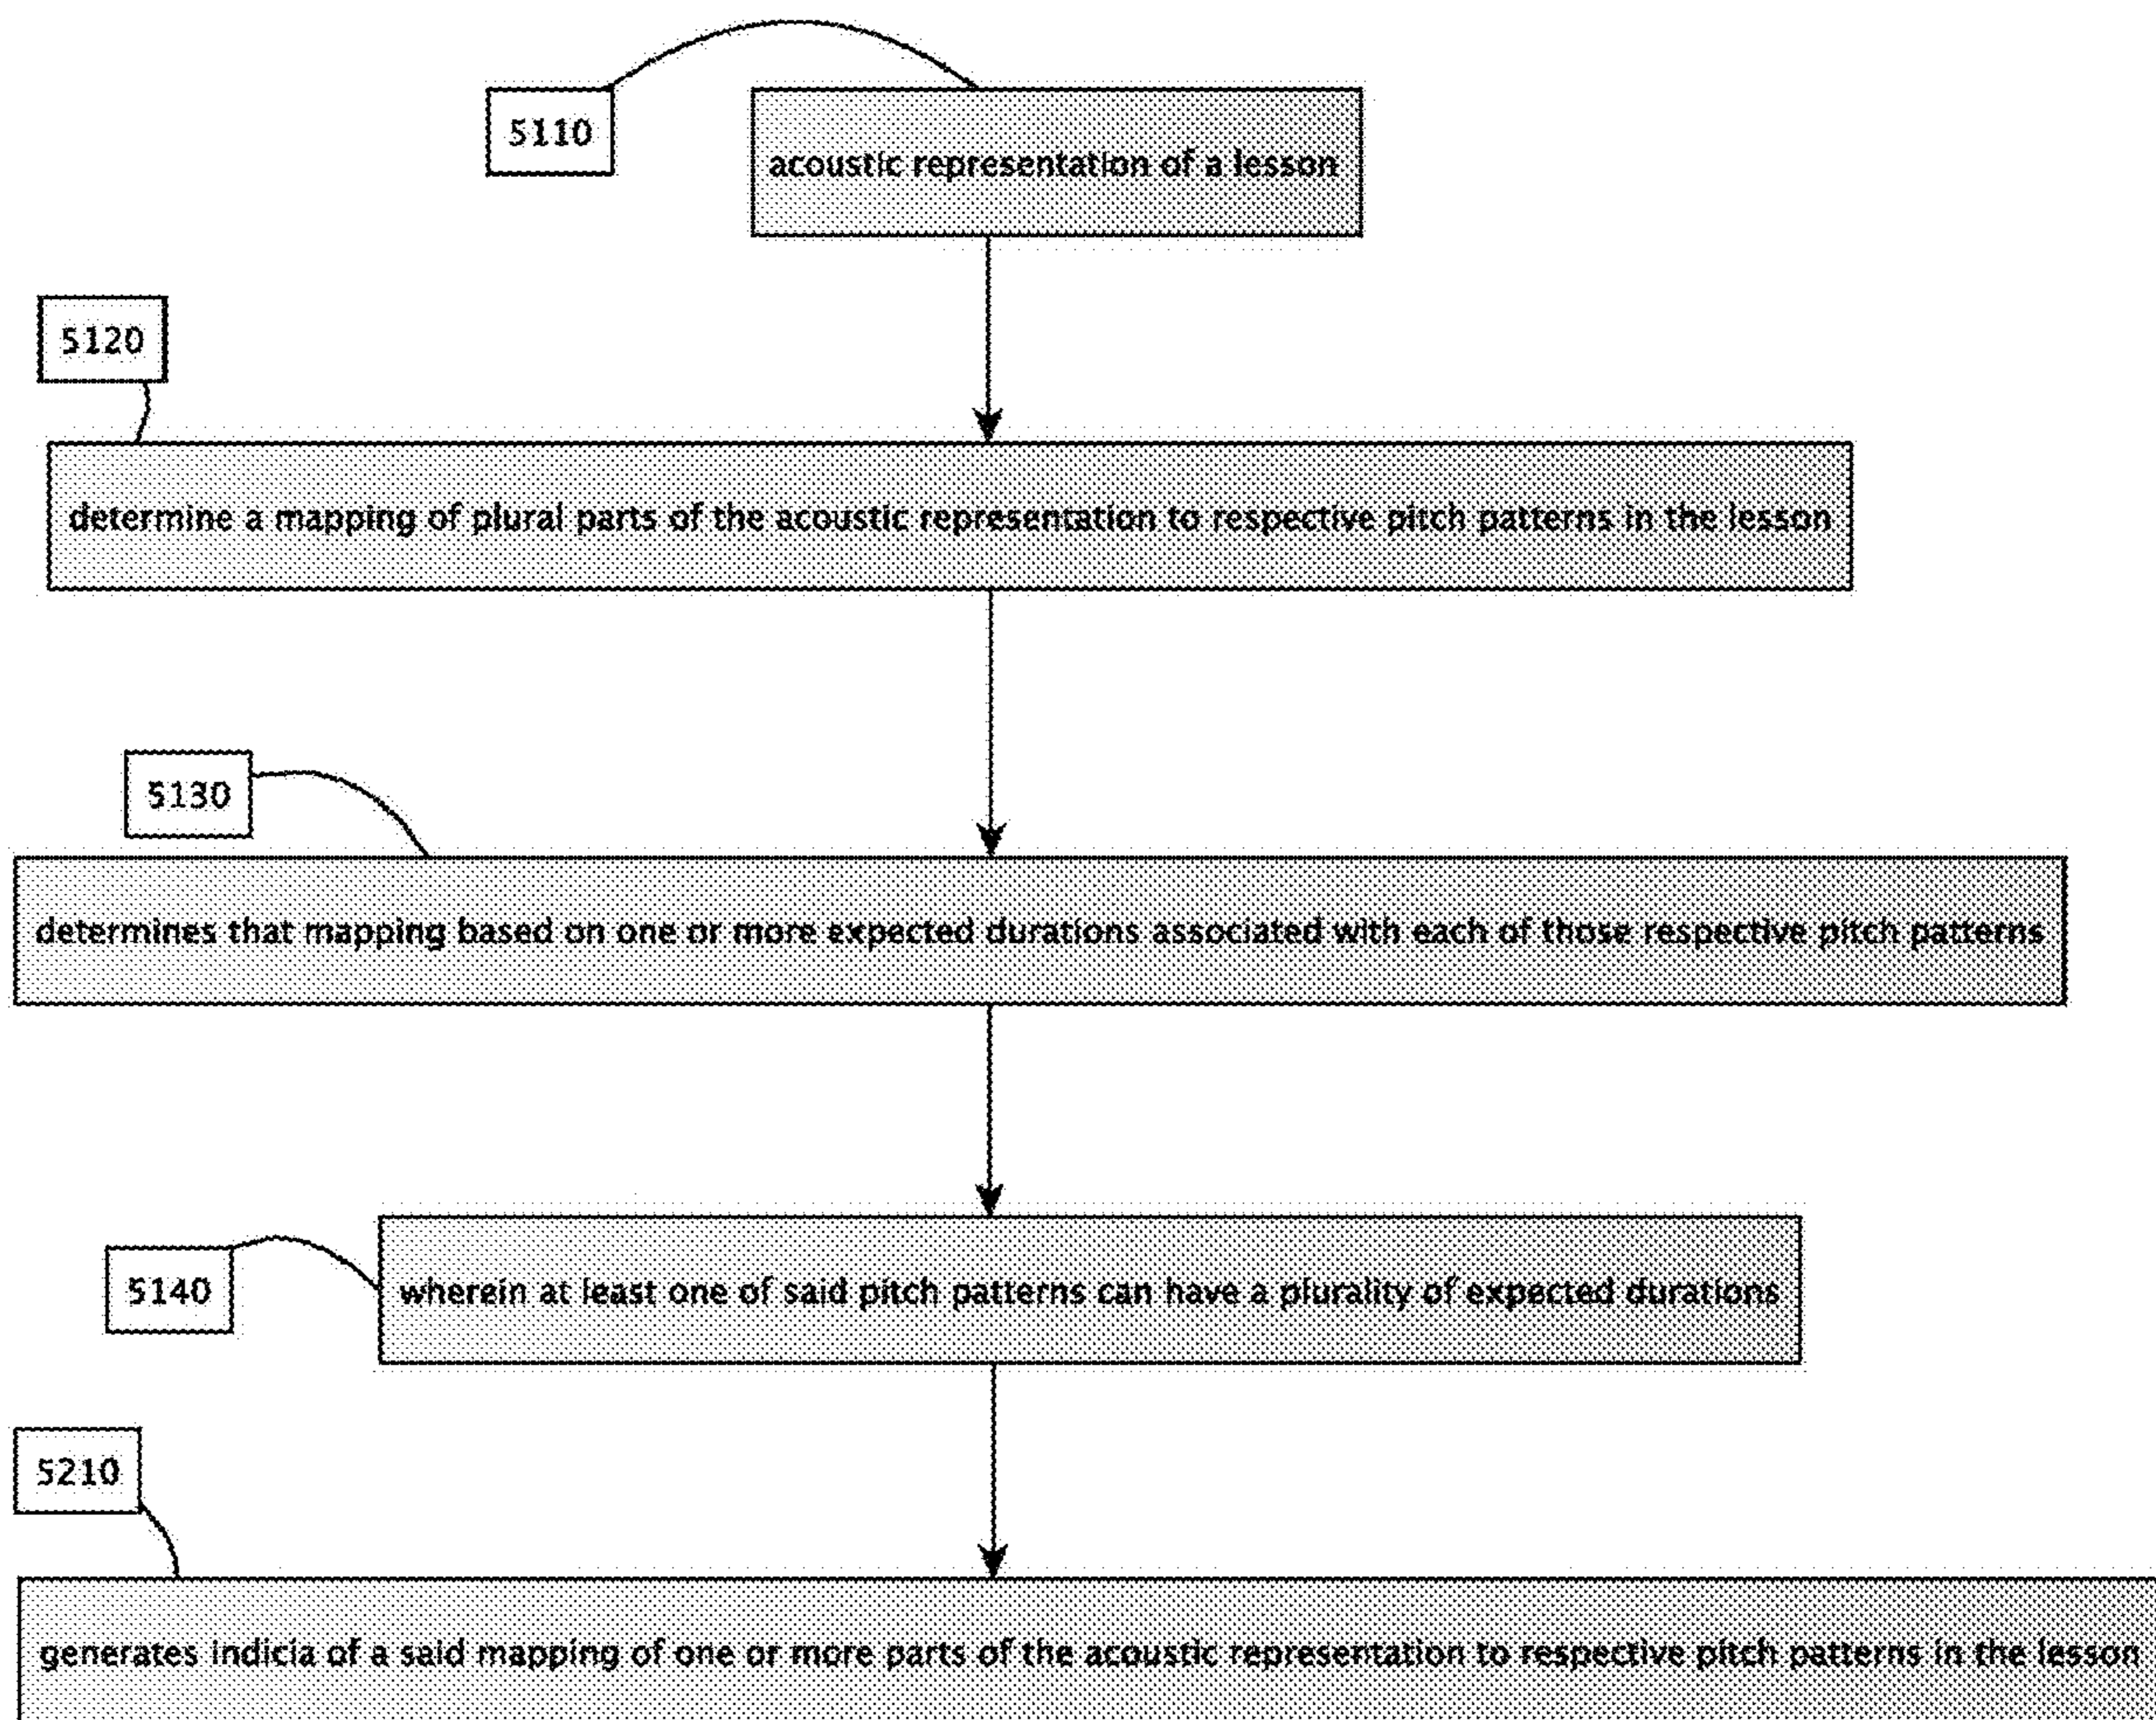 5110
acoustic representation of a lesson
5120
determine a mapping of plural parts of the acoustic representation to respective pitch patterns in the lesson
5130
determines that mapping based on one or more expected durations associated with each of those respective pitch patterns
5140
wherein at least one of said pitch patterns can have a plurality of expected durations
5210
generates indicia of a said mapping of one or more parts of the acoustic representation to respective pitch patterns in the lesson